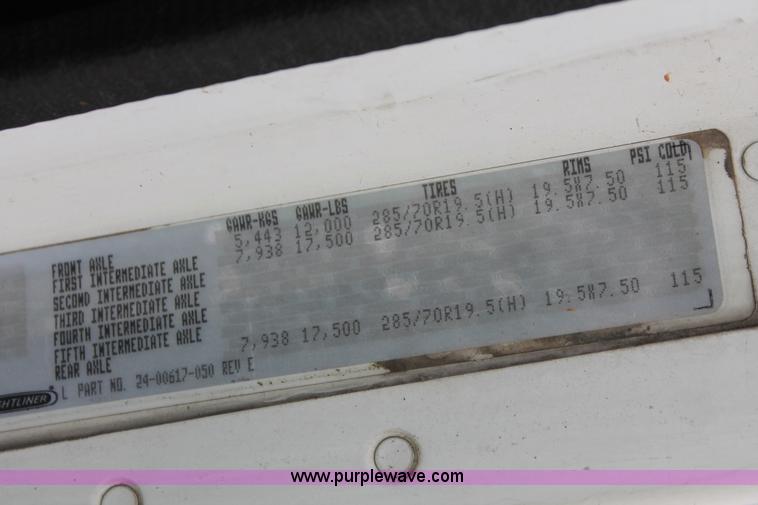 GAWR-KGS GAWR-LBS TIRES RIMS PSI COLD
FRONT AXLE 5,443 12,000 285/70R19.5(H) 19.5X7.50 115
FIRST INTERMEDIATE AXLE 7,938 17,500 285/70R19.5(H) 19.5X7.50 115
SECOND INTERMEDIATE AXLE
THIRD INTERMEDIATE AXLE
FOURTH INTERMEDIATE AXLE
FIFTH INTERMEDIATE AXLE
REAR AXLE 7,938 17,500 285/70R19.5(H) 19.5X7.50 115
GHTLINER L PART NO. 24-00617-050 REV E
www.purplewave.com